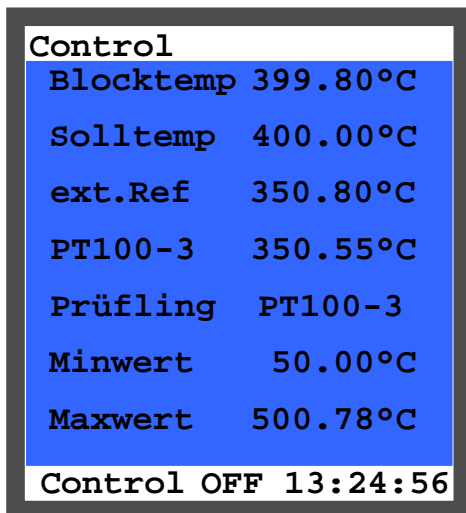 Control
Blocktemp 399.80°C
Solltemp 400.00°C
ext.Ref 350.80°C
PT100-3 350.55°C
Prüfling PT100-3
Minwert 50.00°C
Maxwert 500.78°C
Control OFF 13:24:56